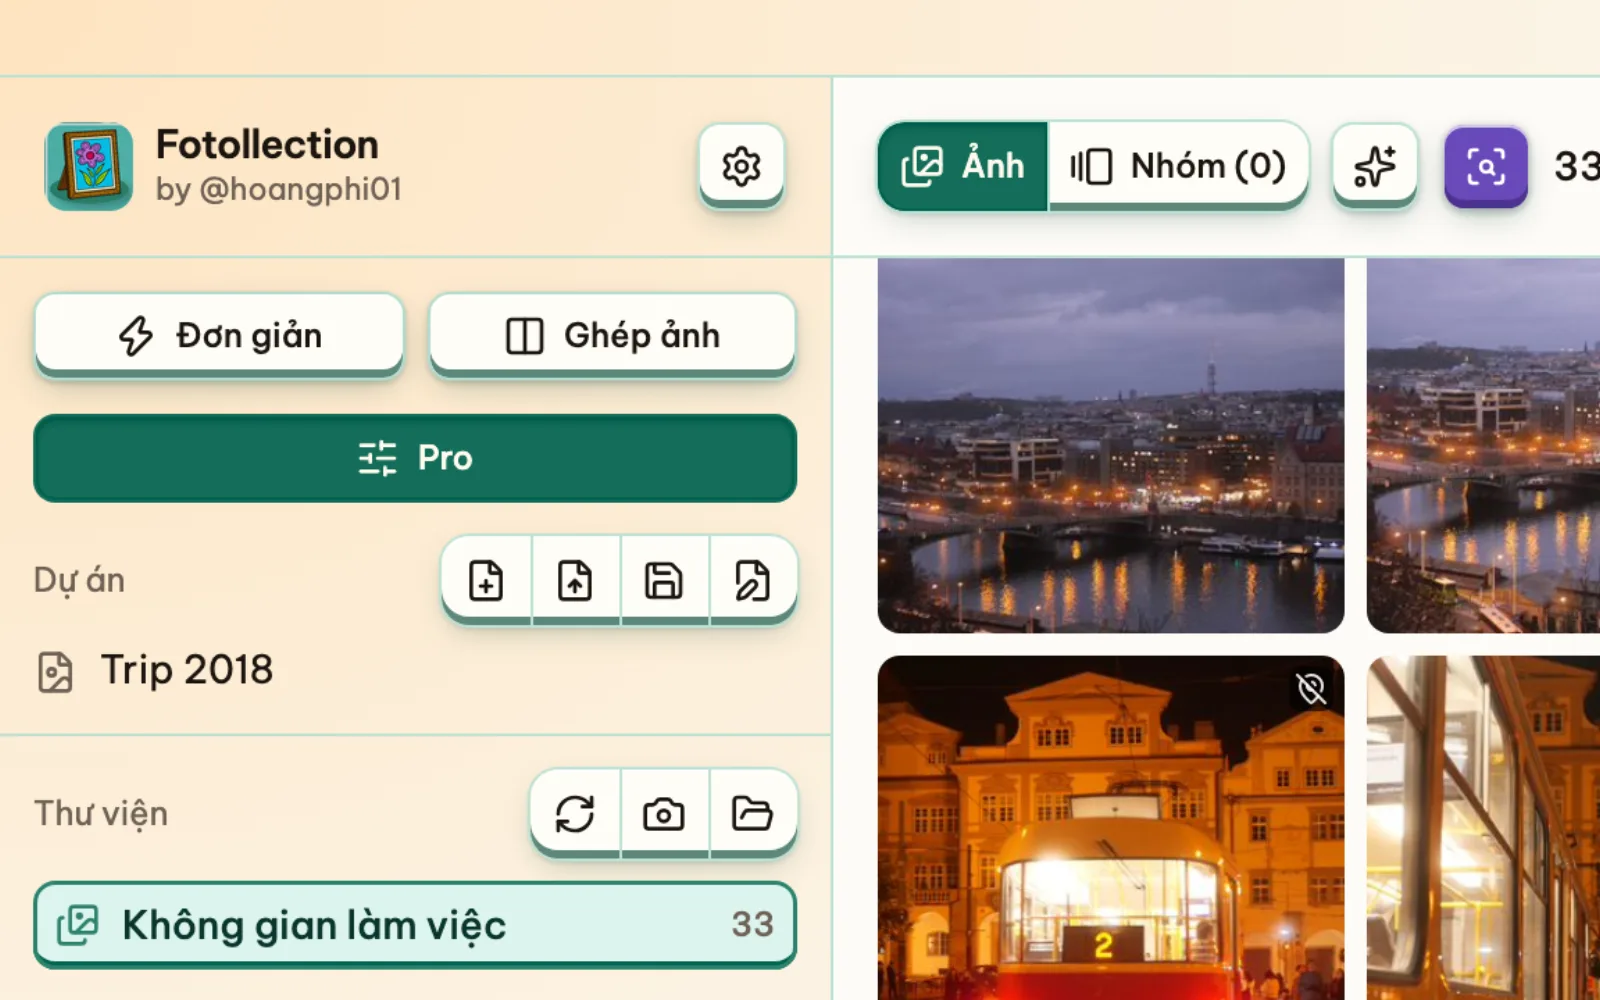 Fotollection
by @hoangphi01
Ảnh
Nhóm (0)
33
Đơn giản
Ghép ảnh
Pro
Dự án
Trip 2018
Thư viện
Không gian làm việc
33
2